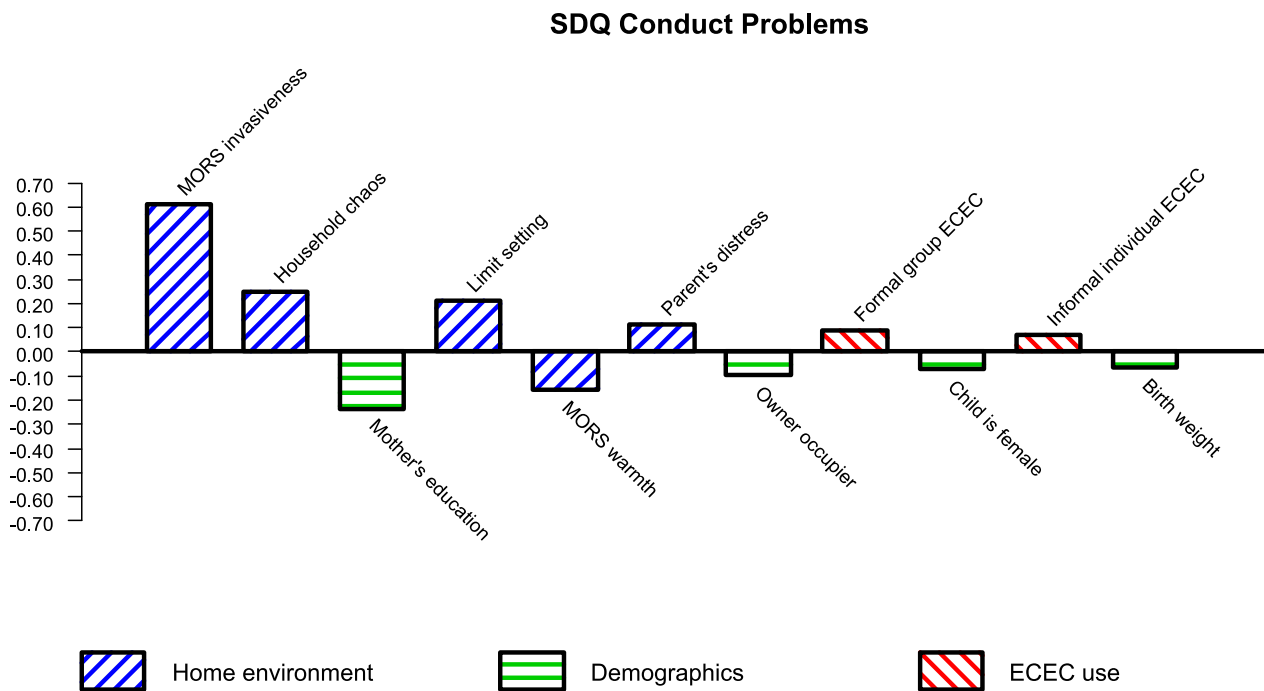 SDQ Conduct Problems
MORS invasiveness
Household chaos
Limit setting
Parent's distress
Formal group ECEC
Informal individual ECEC
0.70
0.60
0.50
0.40
0.30
0.20
0.10
0.00
-0.10
-0.20
-0.30
-0.40
-0.50
-0.60
-0.70
Mother's education
MORS warmth
Owner occupier
Child is female
Birth weight
Home environment
Demographics
ECEC use